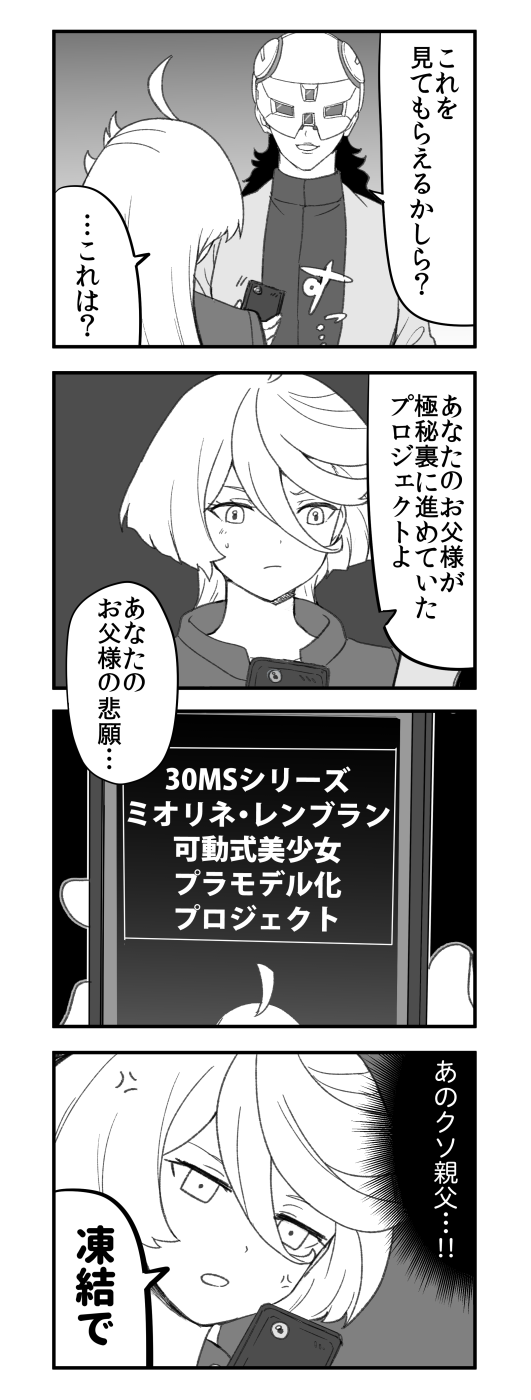 これを
見てもらえるかしら?
すっ
…これは?
あなたのお父様が
極秘裏に進めていた
プロジェクトよ
あなたの
お父様の悲願…
30MSシリーズ
ミオリネ・レンブラン
可動式美少女
プラモデル化
プロジェクト
あのクソ親父…!!
凍結で